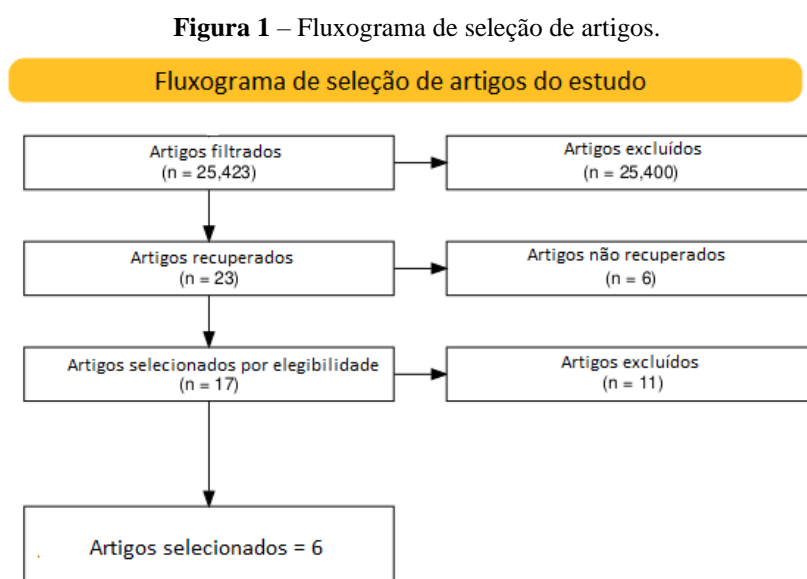 Figura 1 – Fluxograma de seleção de artigos.
Fluxograma de seleção de artigos do estudo
Artigos filtrados
(n = 25,423)
Artigos excluídos
(n = 25,400)
Artigos recuperados
(n = 23)
Artigos não recuperados
(n = 6)
Artigos selecionados por elegibilidade
(n = 17)
Artigos excluídos
(n = 11)
Artigos selecionados = 6